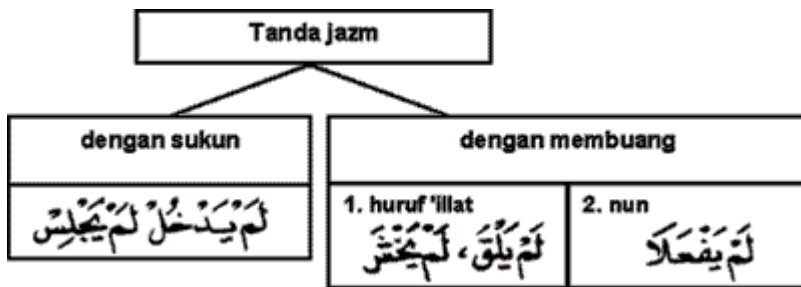 Tanda jazm
dengan sukun
dengan membuang
لَمْ يَدْخُلْ لَمْ يَجْلِسْ
1. huruf 'illat
لَمْ يَلْقَ، لَمْ يَخْشَ
2. nun
لَمْ يَفْعَلَا